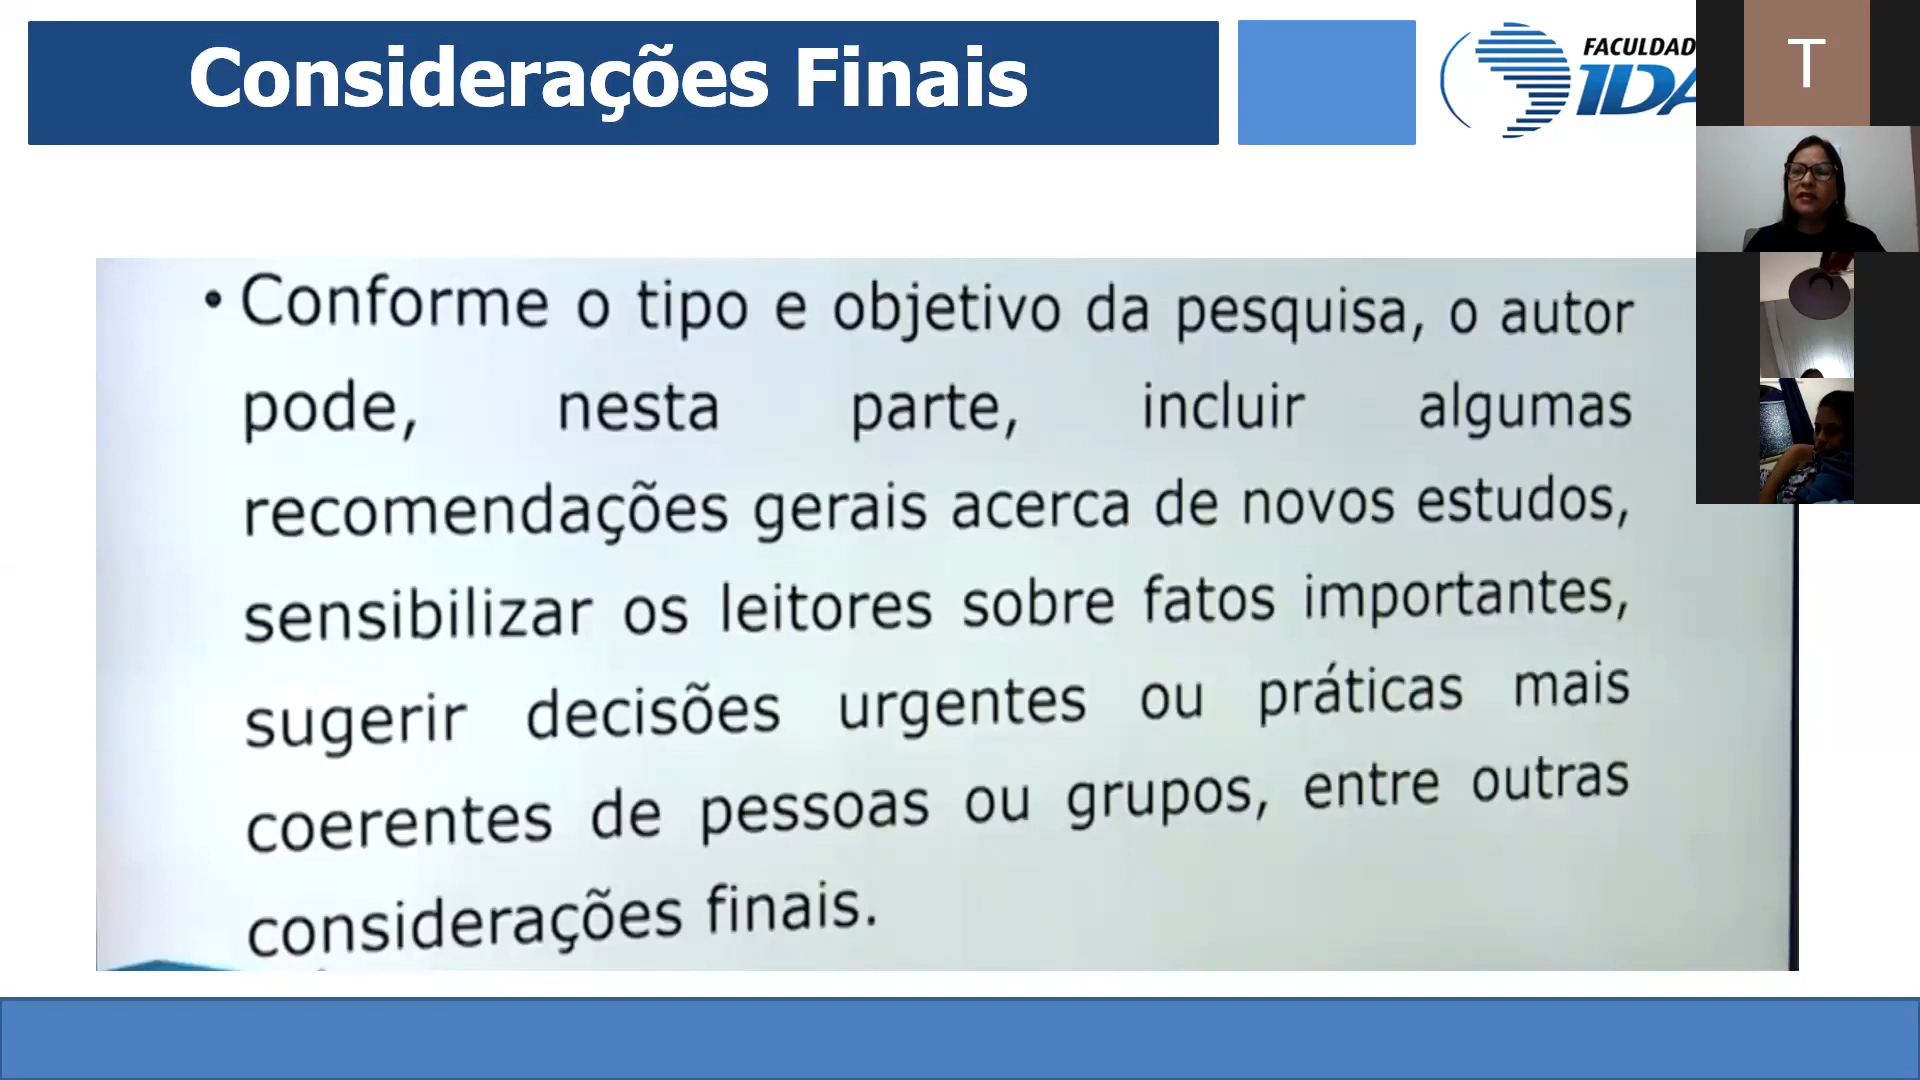 Considerações Finais
FACULDAD
IDA
T
• Conforme o tipo e objetivo da pesquisa, o autor
pode, nesta parte, incluir algumas
recomendações gerais acerca de novos estudos,
sensibilizar os leitores sobre fatos importantes,
sugerir decisões urgentes ou práticas mais
coerentes de pessoas ou grupos, entre outras
considerações finais.